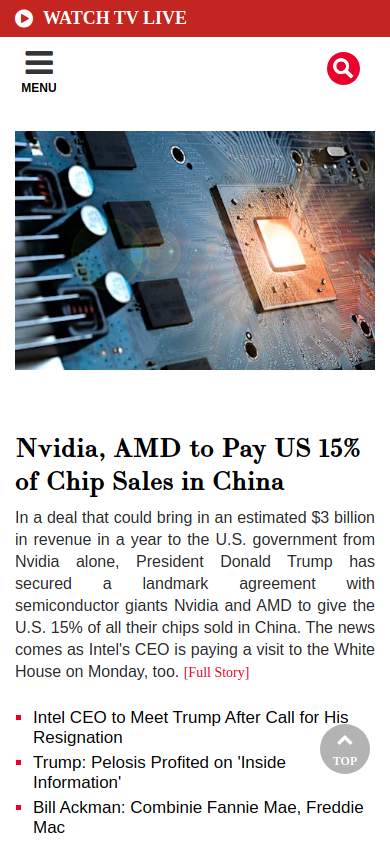 WATCH TV LIVE
MENU
Nvidia, AMD to Pay US 15%
of Chip Sales in China
In a deal that could bring in an estimated $3 billion
in revenue in a year to the U.S. government from
Nvidia alone, President Donald Trump has
secured a landmark agreement with
semiconductor giants Nvidia and AMD to give the
U.S. 15% of all their chips sold in China. The news
comes as Intel's CEO is paying a visit to the White
House on Monday, too. [Full Story]
Intel CEO to Meet Trump After Call for His
Resignation
Trump: Pelosis Profited on 'Inside
Information'
TOP
Bill Ackman: Combinie Fannie Mae, Freddie
Mac